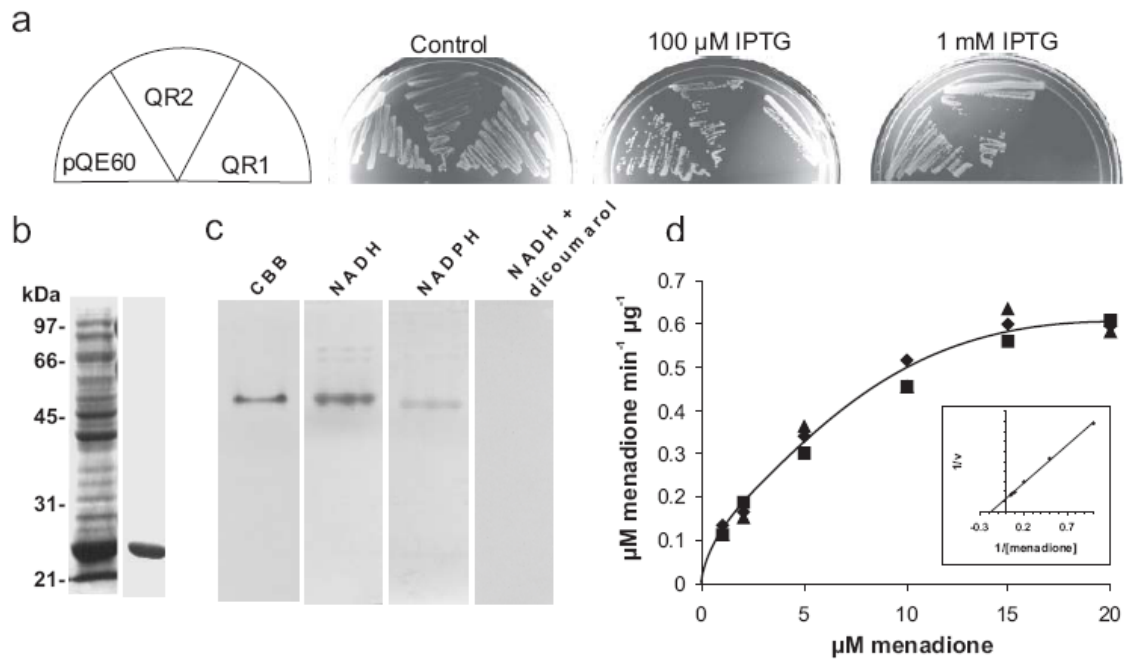 a
Control
100 µM IPTG
1 mM IPTG
QR2
pQE60
QR1
b
kDa
97-
66-
45-
31-
21-
c
CBB
NADH
NADPH
NADH +
dicoumarol
d
µM menadione min⁻¹ µg⁻¹
0.7
0.6
0.5
0.4
0.3
0.2
0.1
0
0 5 10 15 20
µM menadione
1/v
-0.3 0.2 0.7
1/[menadione]